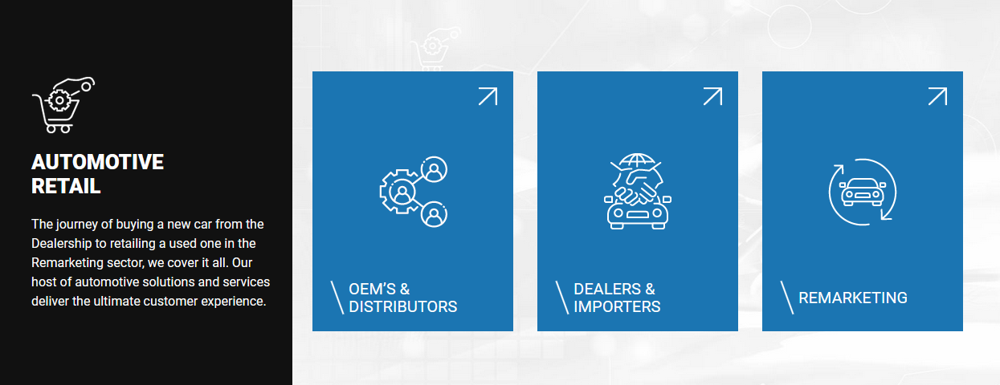 AUTOMOTIVE
RETAIL
The journey of buying a new car from the
Dealership to retailing a used one in the
Remarketing sector, we cover it all. Our
host of automotive solutions and services
deliver the ultimate customer experience.
OEM’S &
DISTRIBUTORS
DEALERS &
IMPORTERS
REMARKETING